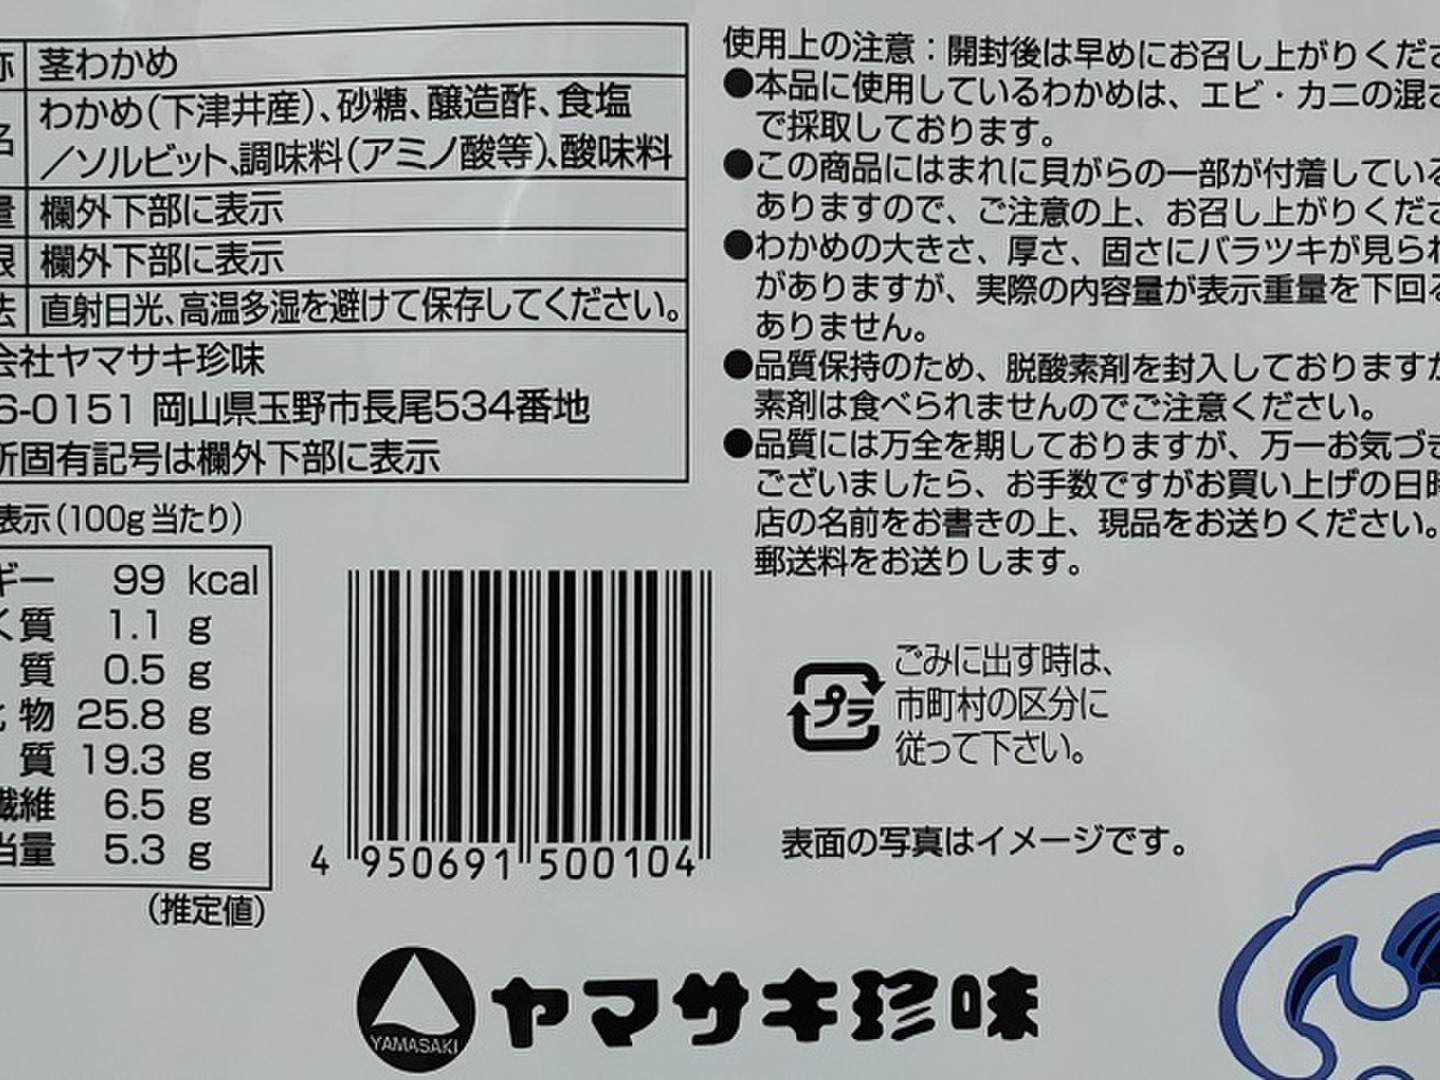 称 茎わかめ
名 わかめ(下津井産)、砂糖、醸造酢、食塩
/ソルビット、調味料(アミノ酸等)、酸味料
量 欄外下部に表示
限 欄外下部に表示
法 直射日光、高温多湿を避けて保存してください。
会社ヤマサキ珍味
6-0151 岡山県玉野市長尾534番地
所固有記号は欄外下部に表示
表示(100g当たり)
ギー 99 kcal
く質 1.1 g
質 0.5 g
化物 25.8 g
質 19.3 g
繊維 6.5 g
当量 5.3 g
(推定値)
4 950691 500104
使用上の注意:開封後は早めにお召し上がりくださ
●本品に使用しているわかめは、エビ・カニの混ざ
で採取しております。
●この商品にはまれに貝がらの一部が付着している
ありますので、ご注意の上、お召し上がりくださ
●わかめの大きさ、厚さ、固さにバラツキが見られ
がありますが、実際の内容量が表示重量を下回る
ありません。
●品質保持のため、脱酸素剤を封入しておりますが
素剤は食べられませんのでご注意ください。
●品質には万全を期しておりますが、万一お気づき
ございましたら、お手数ですがお買い上げの日時
店の名前をお書きの上、現品をお送りください。
郵送料をお送りします。
プラ
ごみに出す時は、
市町村の区分に
従って下さい。
表面の写真はイメージです。
YAMASAKI
ヤマサキ珍味